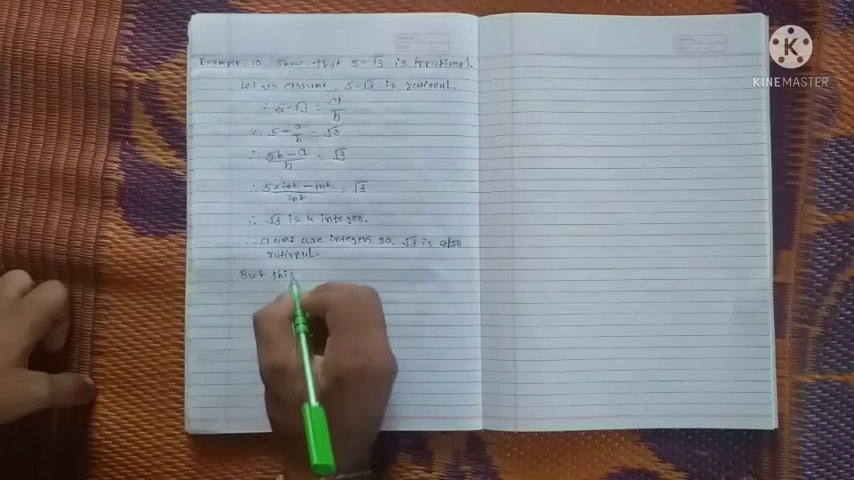 Example: 10 Show that 5-√3 is irrational.
Let us assume, 5-√3 is rational.
∴ 5-√3 = a/b
∴ 5 - a/b = √3
∴ 5b-a/b = √3
∴ 5×int. - int./int = √3
∴ √3 is a integer.
∴ a and are integers, so √3 is
rational.
But this
K
KINEMASTER